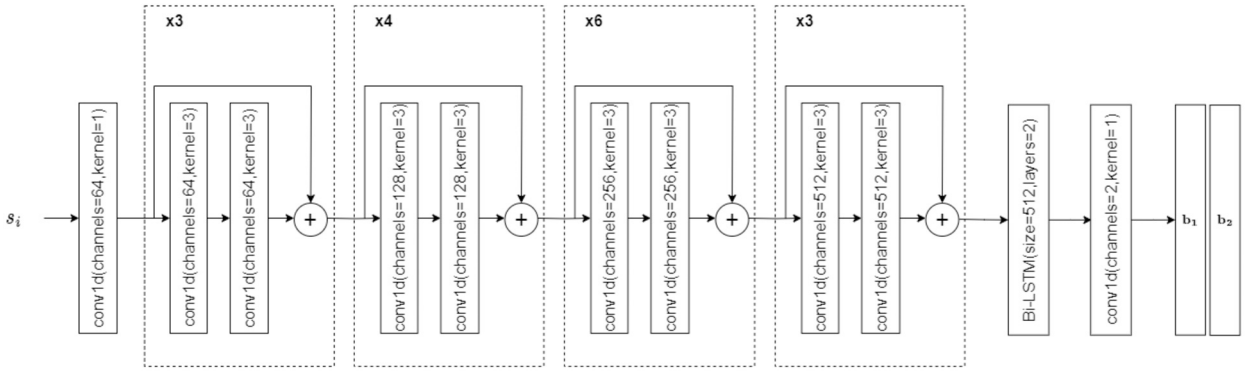 x3
x4
x6
x3
s_i
conv1d(channels=64,kernel=1)
conv1d(channels=64,kernel=3)
conv1d(channels=64,kernel=3)
+
conv1d(channels=128,kernel=3)
conv1d(channels=128,kernel=3)
+
conv1d(channels=256,kernel=3)
conv1d(channels=256,kernel=3)
+
conv1d(channels=512,kernel=3)
conv1d(channels=512,kernel=3)
+
Bi-LSTM(size=512,layers=2)
conv1d(channels=2,kernel=1)
b₁
b₂